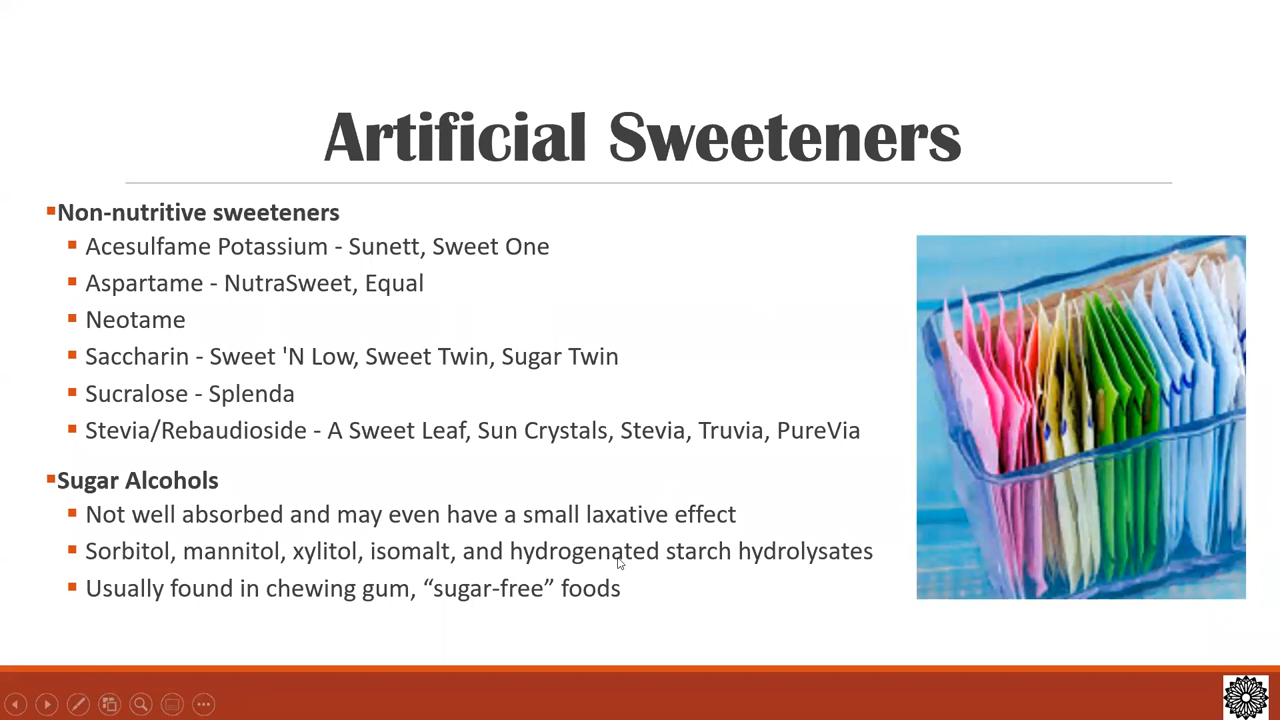 Artificial Sweeteners
Non-nutritive sweeteners
Acesulfame Potassium - Sunett, Sweet One
Aspartame - NutraSweet, Equal
Neotame
Saccharin - Sweet 'N Low, Sweet Twin, Sugar Twin
Sucralose - Splenda
Stevia/Rebaudioside - A Sweet Leaf, Sun Crystals, Stevia, Truvia, PureVia
Sugar Alcohols
Not well absorbed and may even have a small laxative effect
Sorbitol, mannitol, xylitol, isomalt, and hydrogenated starch hydrolysates
Usually found in chewing gum, “sugar-free” foods